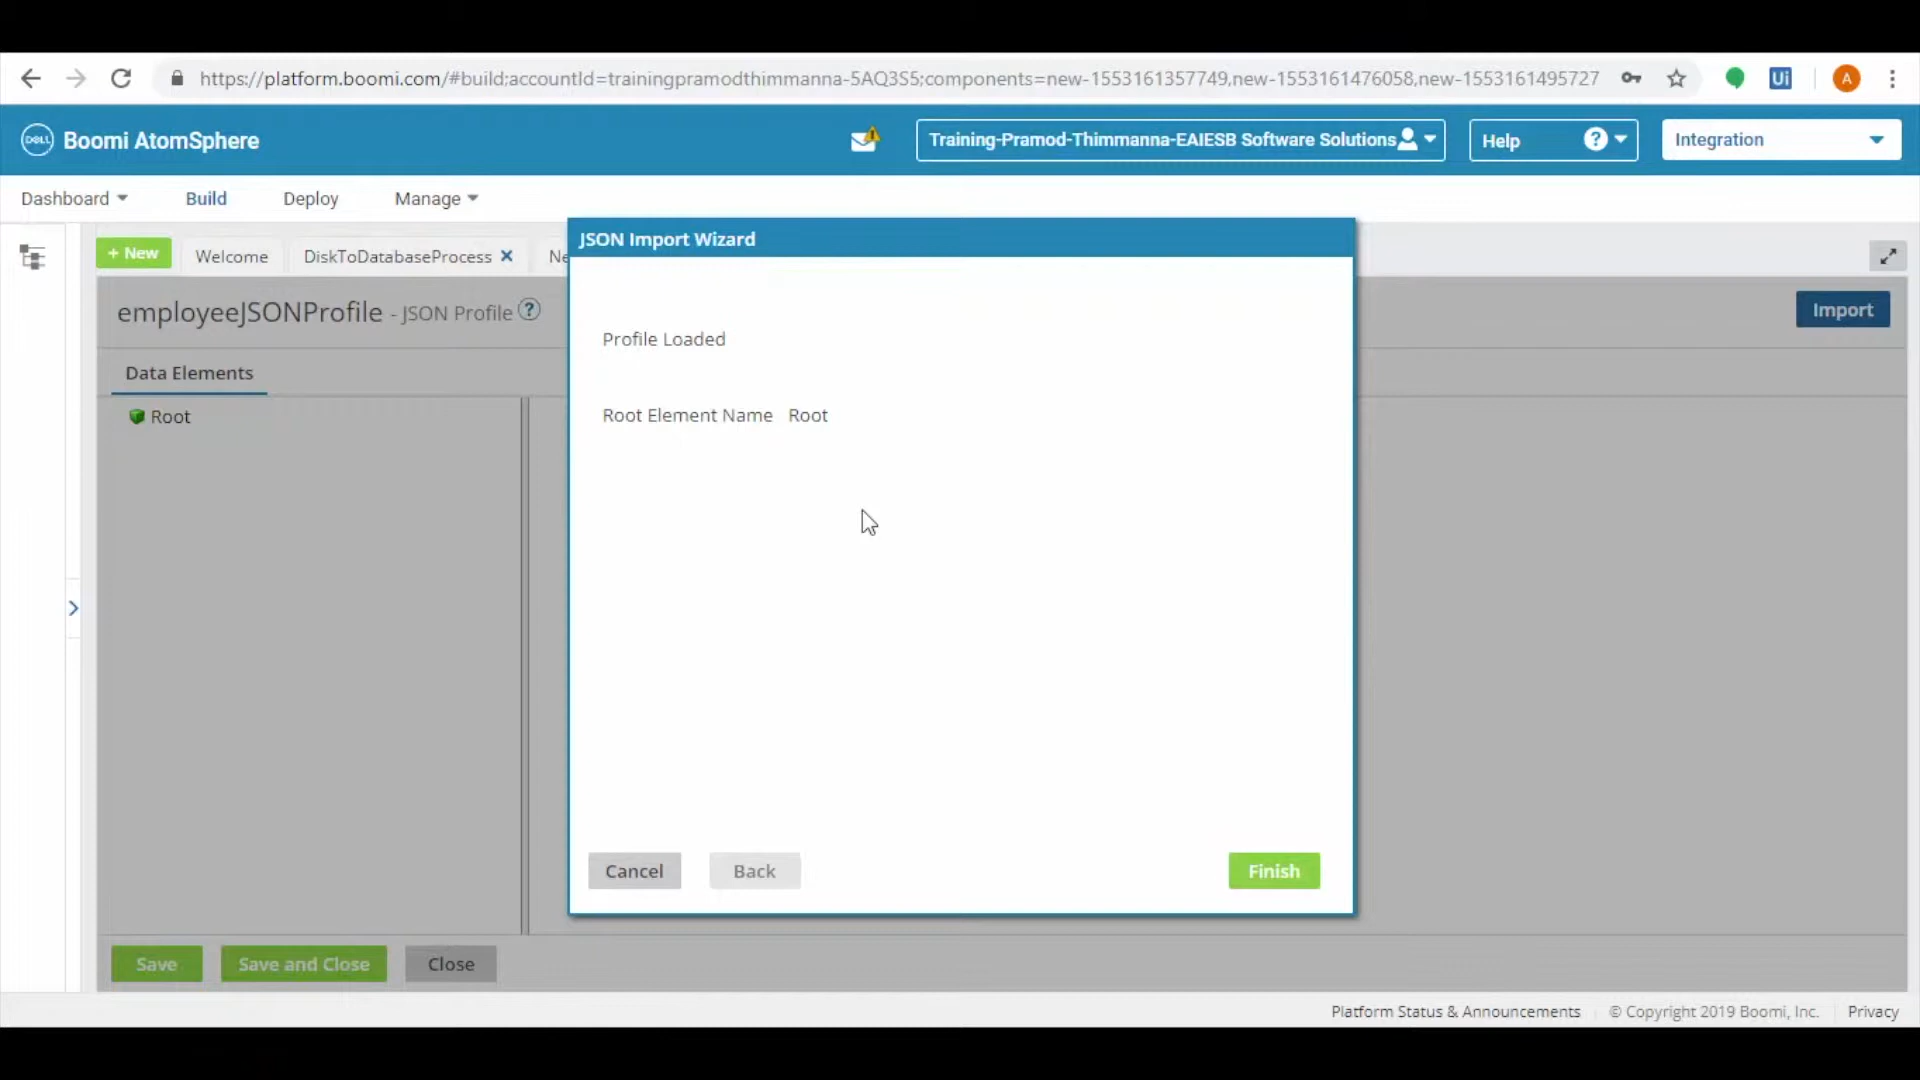 https://platform.boomi.com/#build;accountId=trainingpramodthimmanna-5AQ3S5;components=new-1553161357749,new-1553161476058,new-1553161495727
Ui
A
DELL
Boomi AtomSphere
Training-Pramod-Thimmanna-EAIESB Software Solutions
Help ?
Integration
Dashboard Build Deploy Manage
+ New
Welcome
DiskToDatabaseProcess
Ne
JSON Import Wizard
employeeJSONProfile - JSON Profile ?
Import
Profile Loaded
Data Elements
Root
Root Element Name Root
Cancel Back Finish
Save Save and Close Close
Platform Status & Announcements © Copyright 2019 Boomi, Inc. Privacy